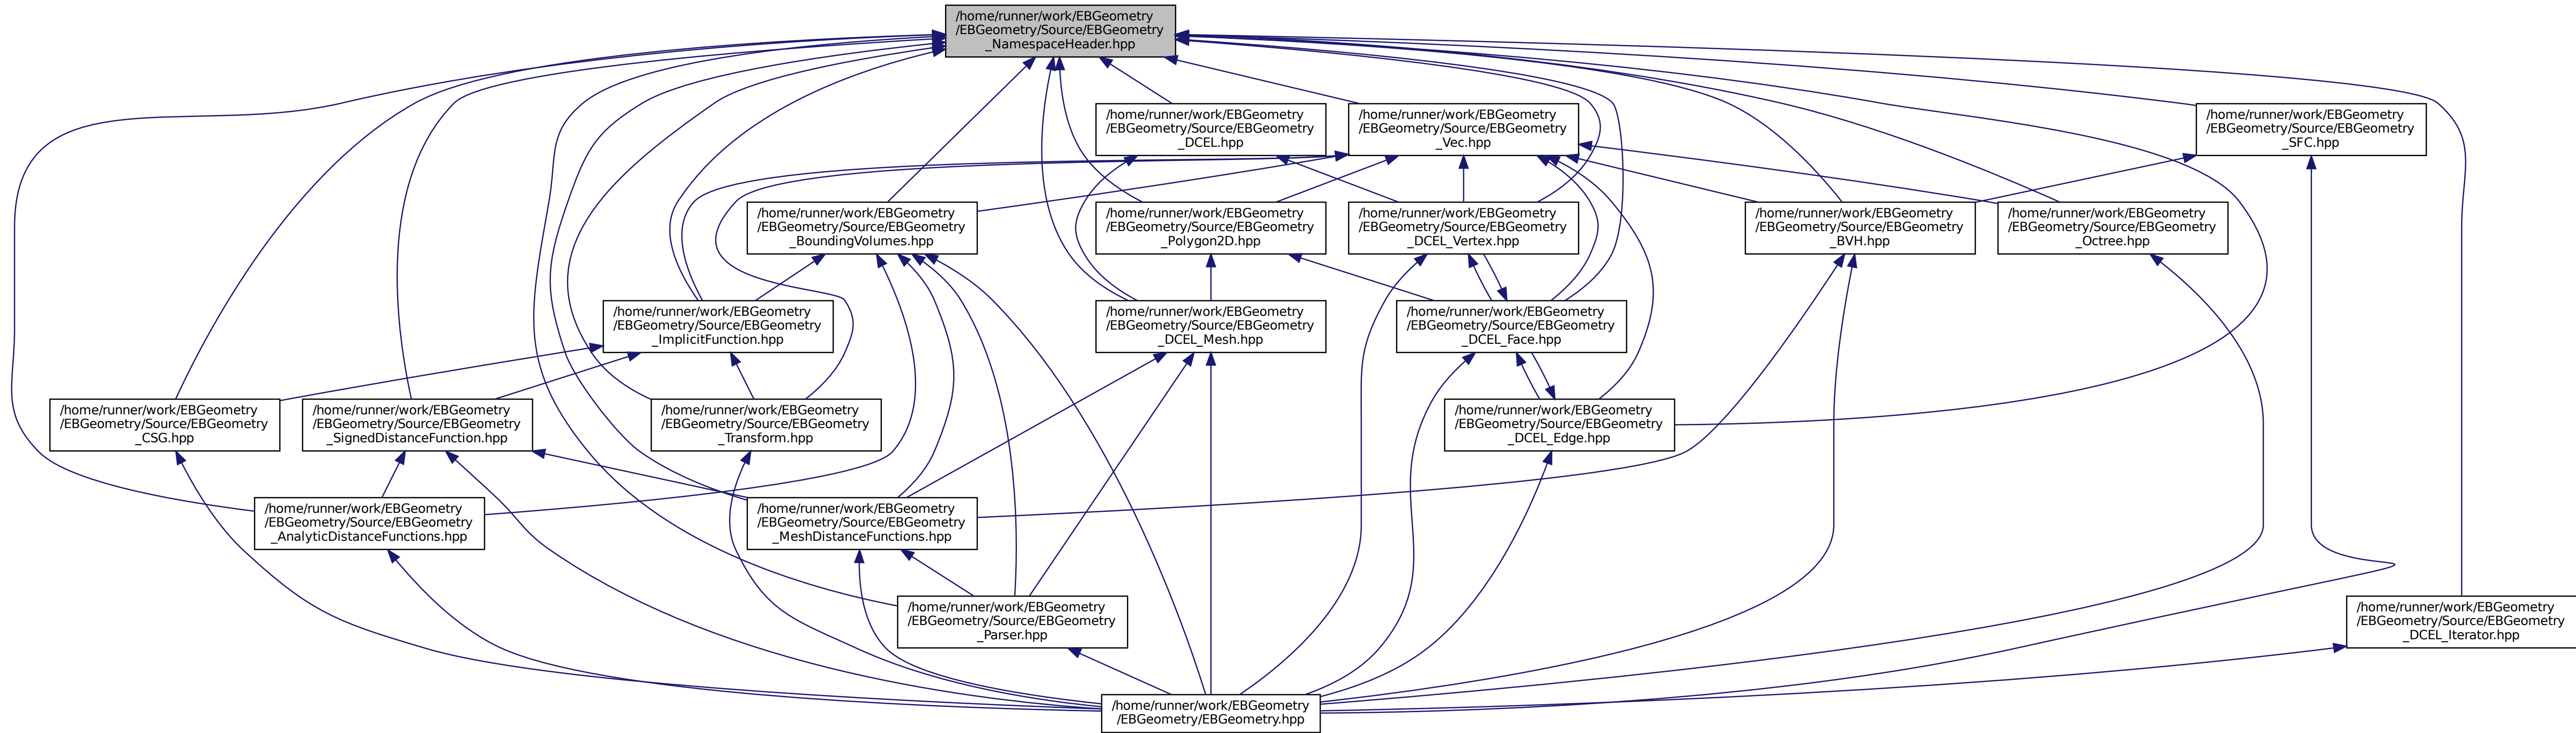 /home/runner/work/EBGeometry
/EBGeometry/Source/EBGeometry
_NamespaceHeader.hpp
/home/runner/work/EBGeometry
/EBGeometry/Source/EBGeometry
_DCEL.hpp
/home/runner/work/EBGeometry
/EBGeometry/Source/EBGeometry
_Vec.hpp
/home/runner/work/EBGeometry
/EBGeometry/Source/EBGeometry
_SFC.hpp
/home/runner/work/EBGeometry
/EBGeometry/Source/EBGeometry
_BoundingVolumes.hpp
/home/runner/work/EBGeometry
/EBGeometry/Source/EBGeometry
_Polygon2D.hpp
/home/runner/work/EBGeometry
/EBGeometry/Source/EBGeometry
_DCEL_Vertex.hpp
/home/runner/work/EBGeometry
/EBGeometry/Source/EBGeometry
_BVH.hpp
/home/runner/work/EBGeometry
/EBGeometry/Source/EBGeometry
_Octree.hpp
/home/runner/work/EBGeometry
/EBGeometry/Source/EBGeometry
_ImplicitFunction.hpp
/home/runner/work/EBGeometry
/EBGeometry/Source/EBGeometry
_DCEL_Mesh.hpp
/home/runner/work/EBGeometry
/EBGeometry/Source/EBGeometry
_DCEL_Face.hpp
/home/runner/work/EBGeometry
/EBGeometry/Source/EBGeometry
_CSG.hpp
/home/runner/work/EBGeometry
/EBGeometry/Source/EBGeometry
_SignedDistanceFunction.hpp
/home/runner/work/EBGeometry
/EBGeometry/Source/EBGeometry
_Transform.hpp
/home/runner/work/EBGeometry
/EBGeometry/Source/EBGeometry
_DCEL_Edge.hpp
/home/runner/work/EBGeometry
/EBGeometry/Source/EBGeometry
_AnalyticDistanceFunctions.hpp
/home/runner/work/EBGeometry
/EBGeometry/Source/EBGeometry
_MeshDistanceFunctions.hpp
/home/runner/work/EBGeometry
/EBGeometry/Source/EBGeometry
_Parser.hpp
/home/runner/work/EBGeometry
/EBGeometry/Source/EBGeometry
_DCEL_Iterator.hpp
/home/runner/work/EBGeometry
/EBGeometry/EBGeometry.hpp